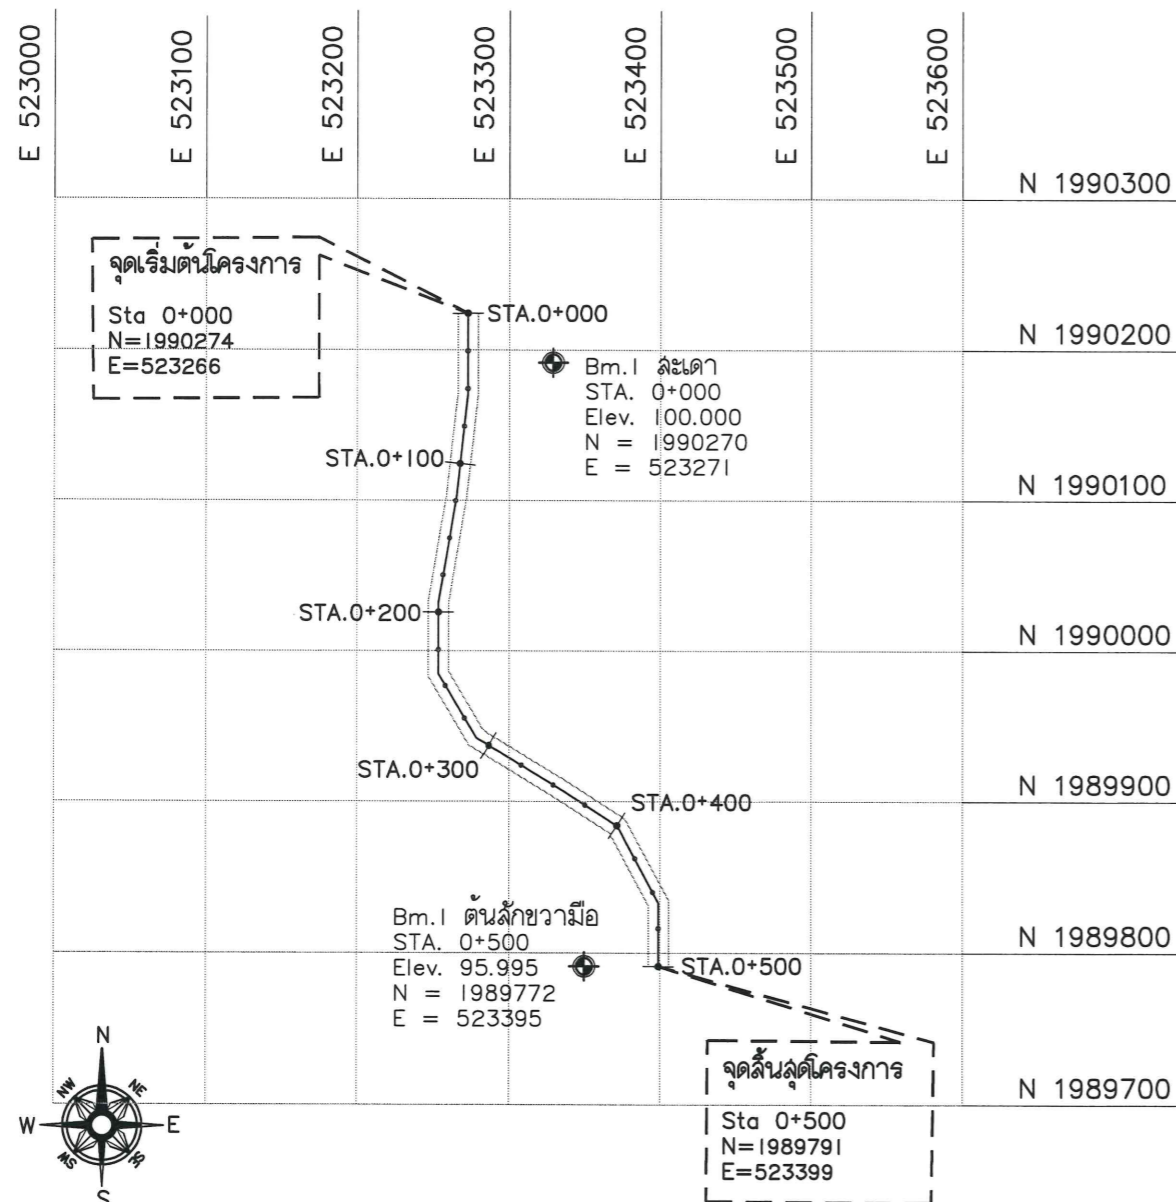 E 523000
E 523100
E 523200
E 523300
E 523400
E 523500
E 523600
N 1990300
จุดเริ่มต้นโครงการ
Sta 0+000
N=1990274
E=523266
STA.0+000
N 1990200
Bm.1 สะเดา
STA. 0+000
Elev. 100.000
N = 1990270
E = 523271
STA.0+100
N 1990100
STA.0+200
N 1990000
STA.0+300
N 1989900
STA.0+400
Bm.1 ต้นสักขวามือ
STA. 0+500
Elev. 95.995
N = 1989772
E = 523395
N 1989800
STA.0+500
จุดสิ้นสุดโครงการ
Sta 0+500
N=1989791
E=523399
N 1989700
N
NW
NE
W
E
WS
SE
S